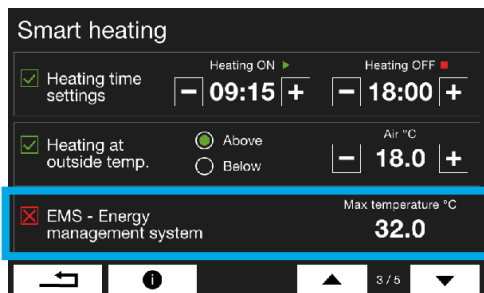 Smart heating
Heating time
settings
Heating ON
− 09:15 +
Heating OFF
− 18:00 +
Heating at
outside temp.
Above
Below
Air °C
− 18.0 +
EMS - Energy
management system
Max temperature °C
32.0
3/5